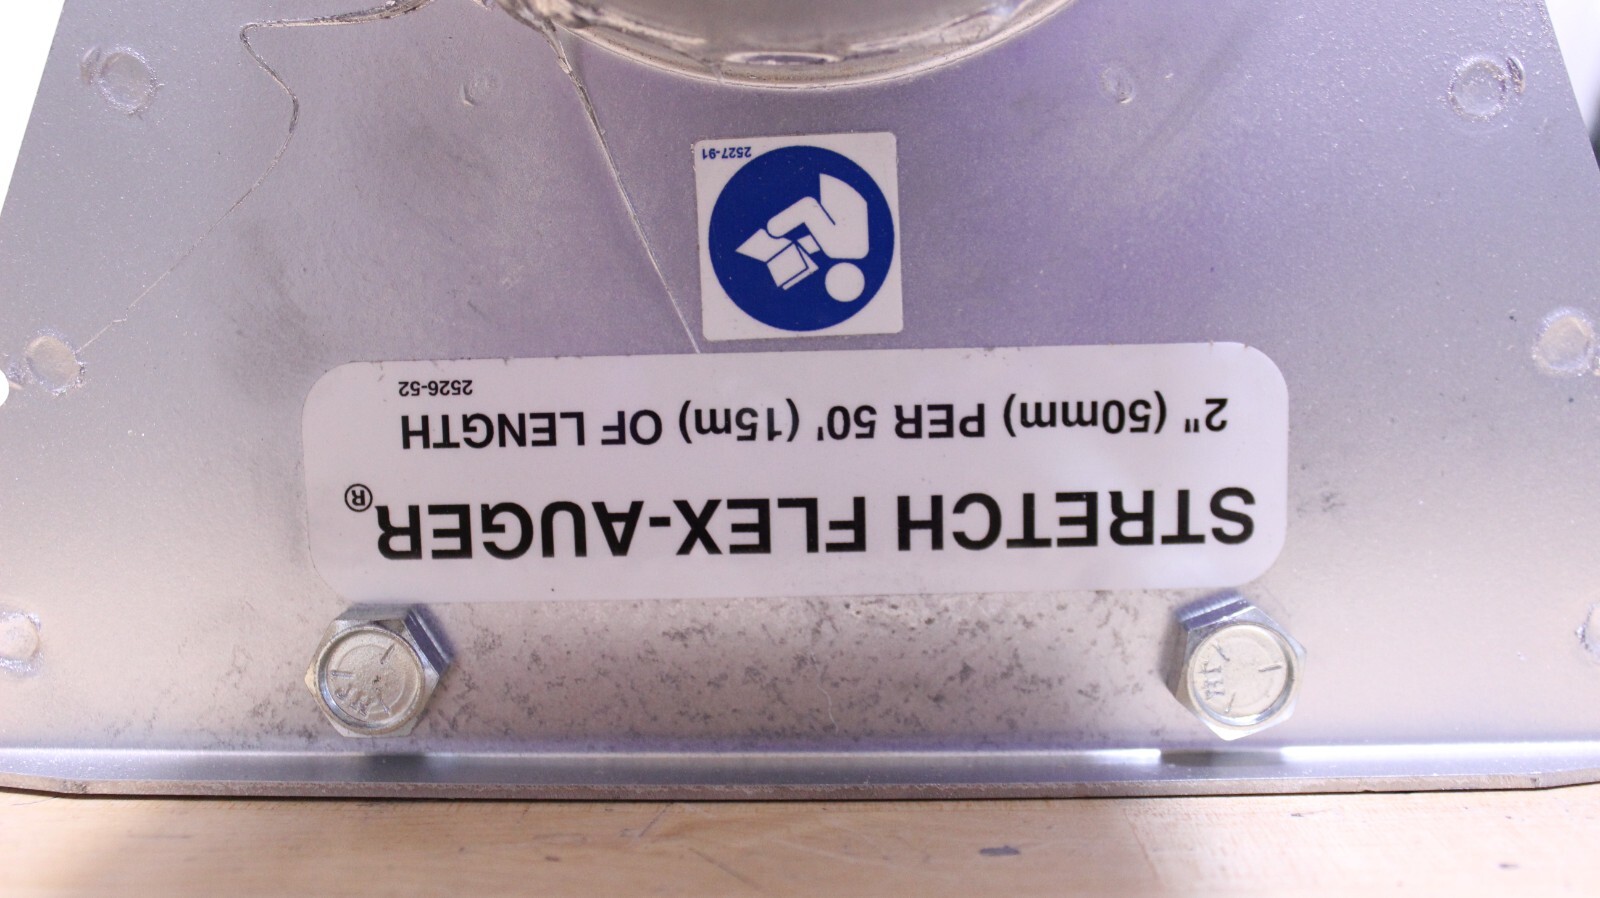 STRETCH FLEX-AUGER®
2" (50mm) PER 50' (15m) OF LENGTH
2526-52
2527-91